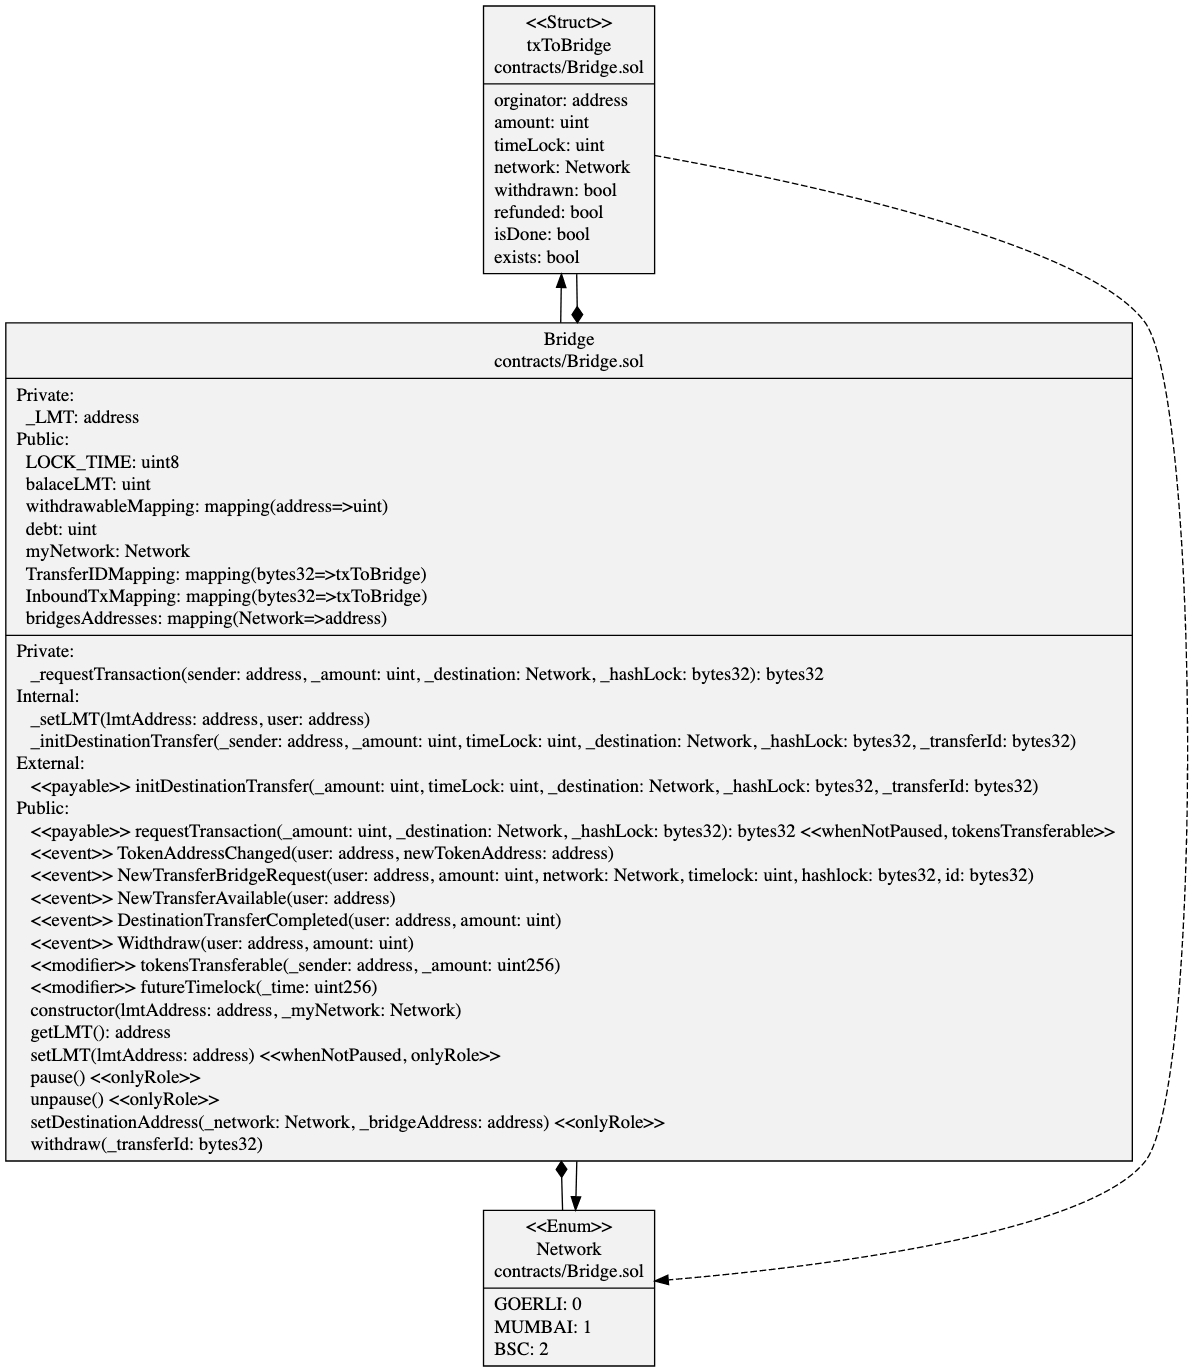 <<Struct>>
txToBridge
contracts/Bridge.sol
orginator: address
amount: uint
timeLock: uint
network: Network
withdrawn: bool
refunded: bool
isDone: bool
exists: bool
Bridge
contracts/Bridge.sol
Private:
_LMT: address
Public:
LOCK_TIME: uint8
balaceLMT: uint
withdrawableMapping: mapping(address=>uint)
debt: uint
myNetwork: Network
TransferIDMapping: mapping(bytes32=>txToBridge)
InboundTxMapping: mapping(bytes32=>txToBridge)
bridgesAddresses: mapping(Network=>address)
Private:
_requestTransaction(sender: address, _amount: uint, _destination: Network, _hashLock: bytes32): bytes32
Internal:
_setLMT(lmtAddress: address, user: address)
_initDestinationTransfer(_sender: address, _amount: uint, timeLock: uint, _destination: Network, _hashLock: bytes32, _transferId: bytes32)
External:
<<payable>> initDestinationTransfer(_amount: uint, timeLock: uint, _destination: Network, _hashLock: bytes32, _transferId: bytes32)
Public:
<<payable>> requestTransaction(_amount: uint, _destination: Network, _hashLock: bytes32): bytes32 <<whenNotPaused, tokensTransferable>>
<<event>> TokenAddressChanged(user: address, newTokenAddress: address)
<<event>> NewTransferBridgeRequest(user: address, amount: uint, network: Network, timelock: uint, hashlock: bytes32, id: bytes32)
<<event>> NewTransferAvailable(user: address)
<<event>> DestinationTransferCompleted(user: address, amount: uint)
<<event>> Widthdraw(user: address, amount: uint)
<<modifier>> tokensTransferable(_sender: address, _amount: uint256)
<<modifier>> futureTimelock(_time: uint256)
constructor(lmtAddress: address, _myNetwork: Network)
getLMT(): address
setLMT(lmtAddress: address) <<whenNotPaused, onlyRole>>
pause() <<onlyRole>>
unpause() <<onlyRole>>
setDestinationAddress(_network: Network, _bridgeAddress: address) <<onlyRole>>
withdraw(_transferId: bytes32)
<<Enum>>
Network
contracts/Bridge.sol
GOERLI: 0
MUMBAI: 1
BSC: 2